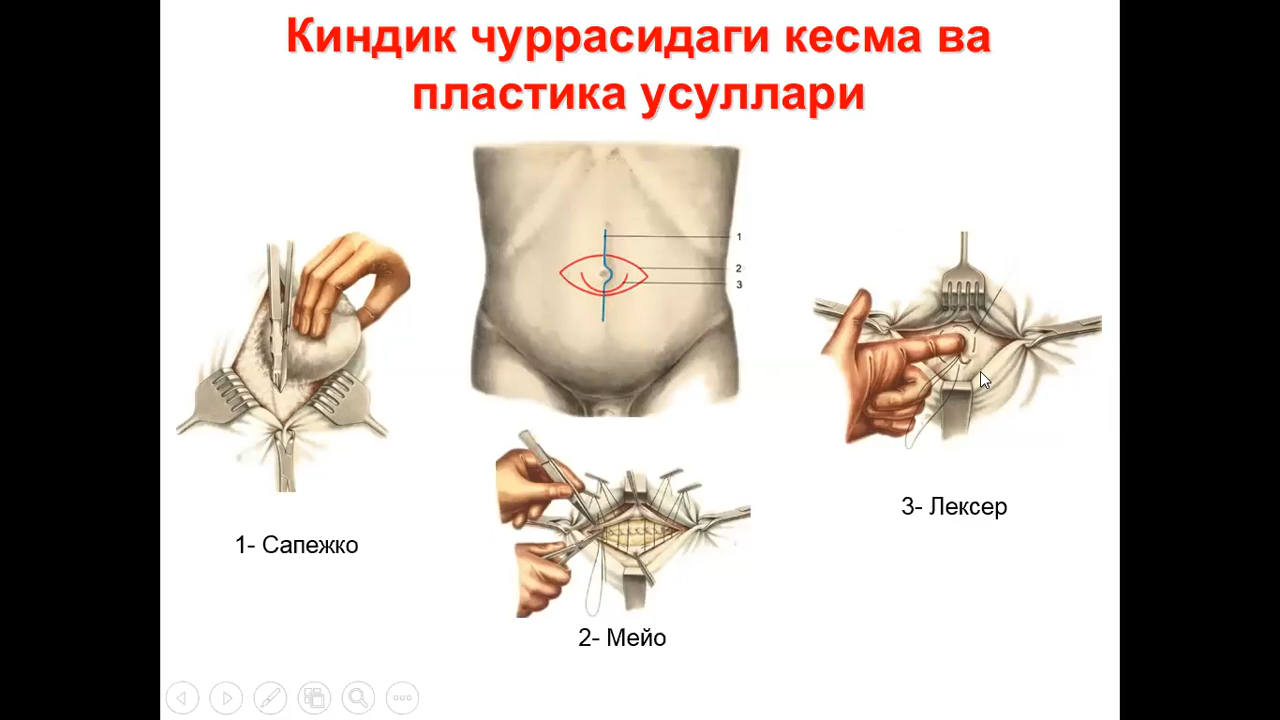 Киндик чуррасидаги кесма ва
пластика усуллари
1
2
3
1- Сапежко
2- Мейо
3- Лексер